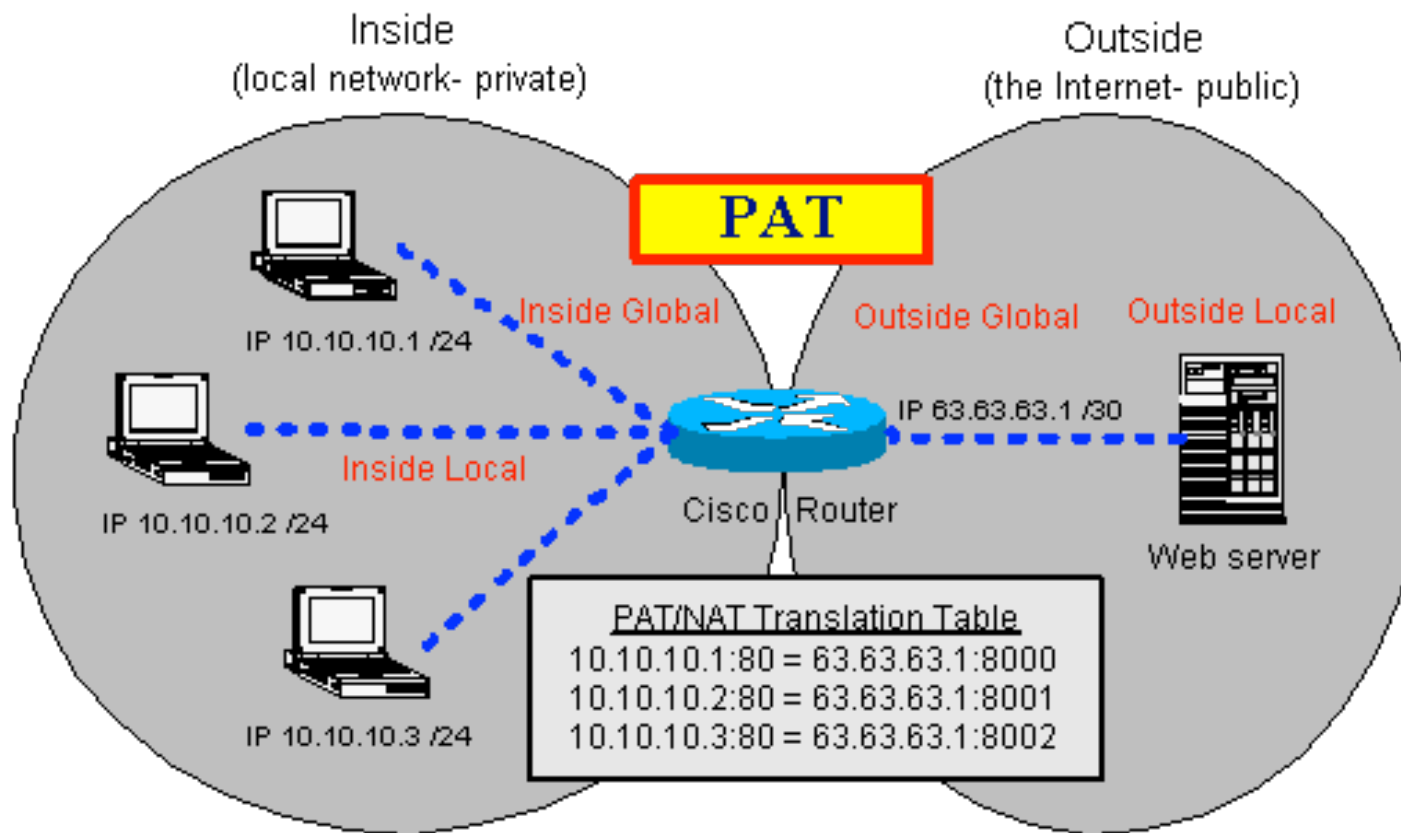 Inside
(local network- private)
Outside
(the Internet- public)
PAT
Inside Global
Outside Global
Outside Local
IP 10.10.10.1 /24
IP 63.63.63.1 /30
Inside Local
IP 10.10.10.2 /24
Cisco Router
Web server
IP 10.10.10.3 /24
PAT/NAT Translation Table
10.10.10.1:80 = 63.63.63.1:8000
10.10.10.2:80 = 63.63.63.1:8001
10.10.10.3:80 = 63.63.63.1:8002